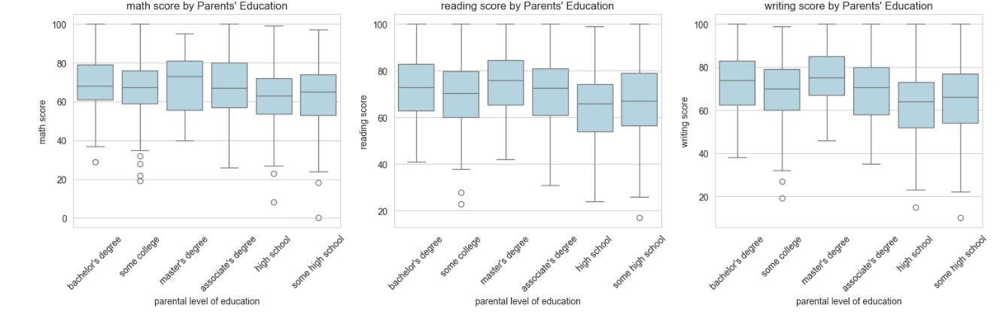 math score by Parents' Education
math score
100
80
60
40
20
0
bachelor's degree
some college
master's degree
associate's degree
high school
some high school
parental level of education
reading score by Parents' Education
reading score
100
80
60
40
20
bachelor's degree
some college
master's degree
associate's degree
high school
some high school
parental level of education
writing score by Parents' Education
writing score
100
80
60
40
20
bachelor's degree
some college
master's degree
associate's degree
high school
some high school
parental level of education